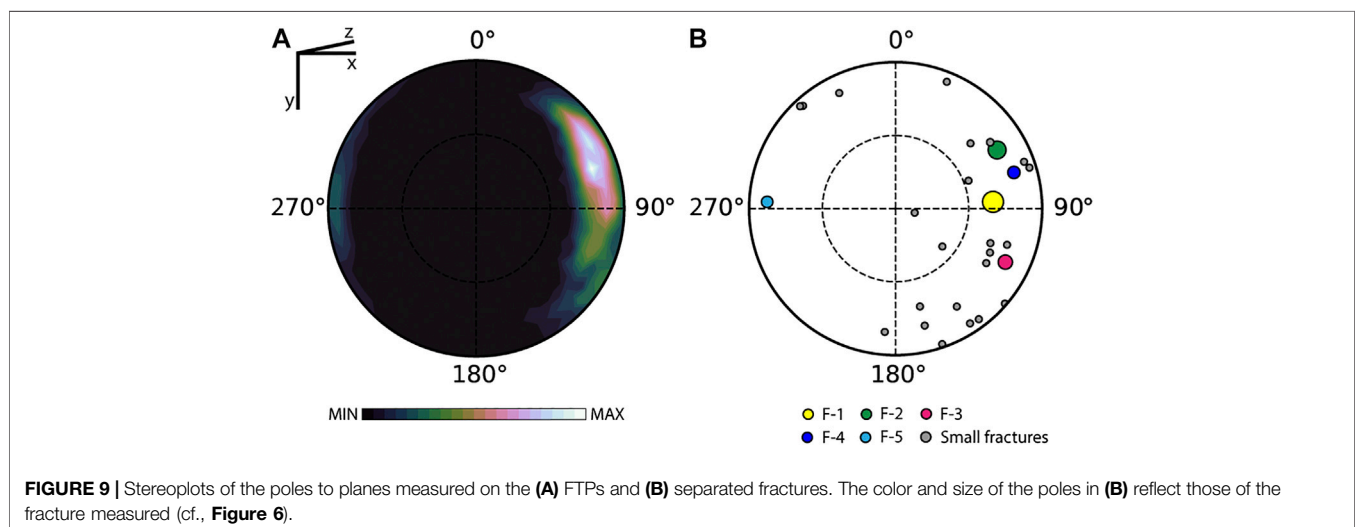 A
z
x
y
0°
270°
90°
180°
MIN
MAX
B
0°
270°
90°
180°
F-1 F-2 F-3
F-4 F-5 Small fractures
FIGURE 9 | Stereoplots of the poles to planes measured on the (A) FTPs and (B) separated fractures. The color and size of the poles in (B) reflect those of the
fracture measured (cf., Figure 6).